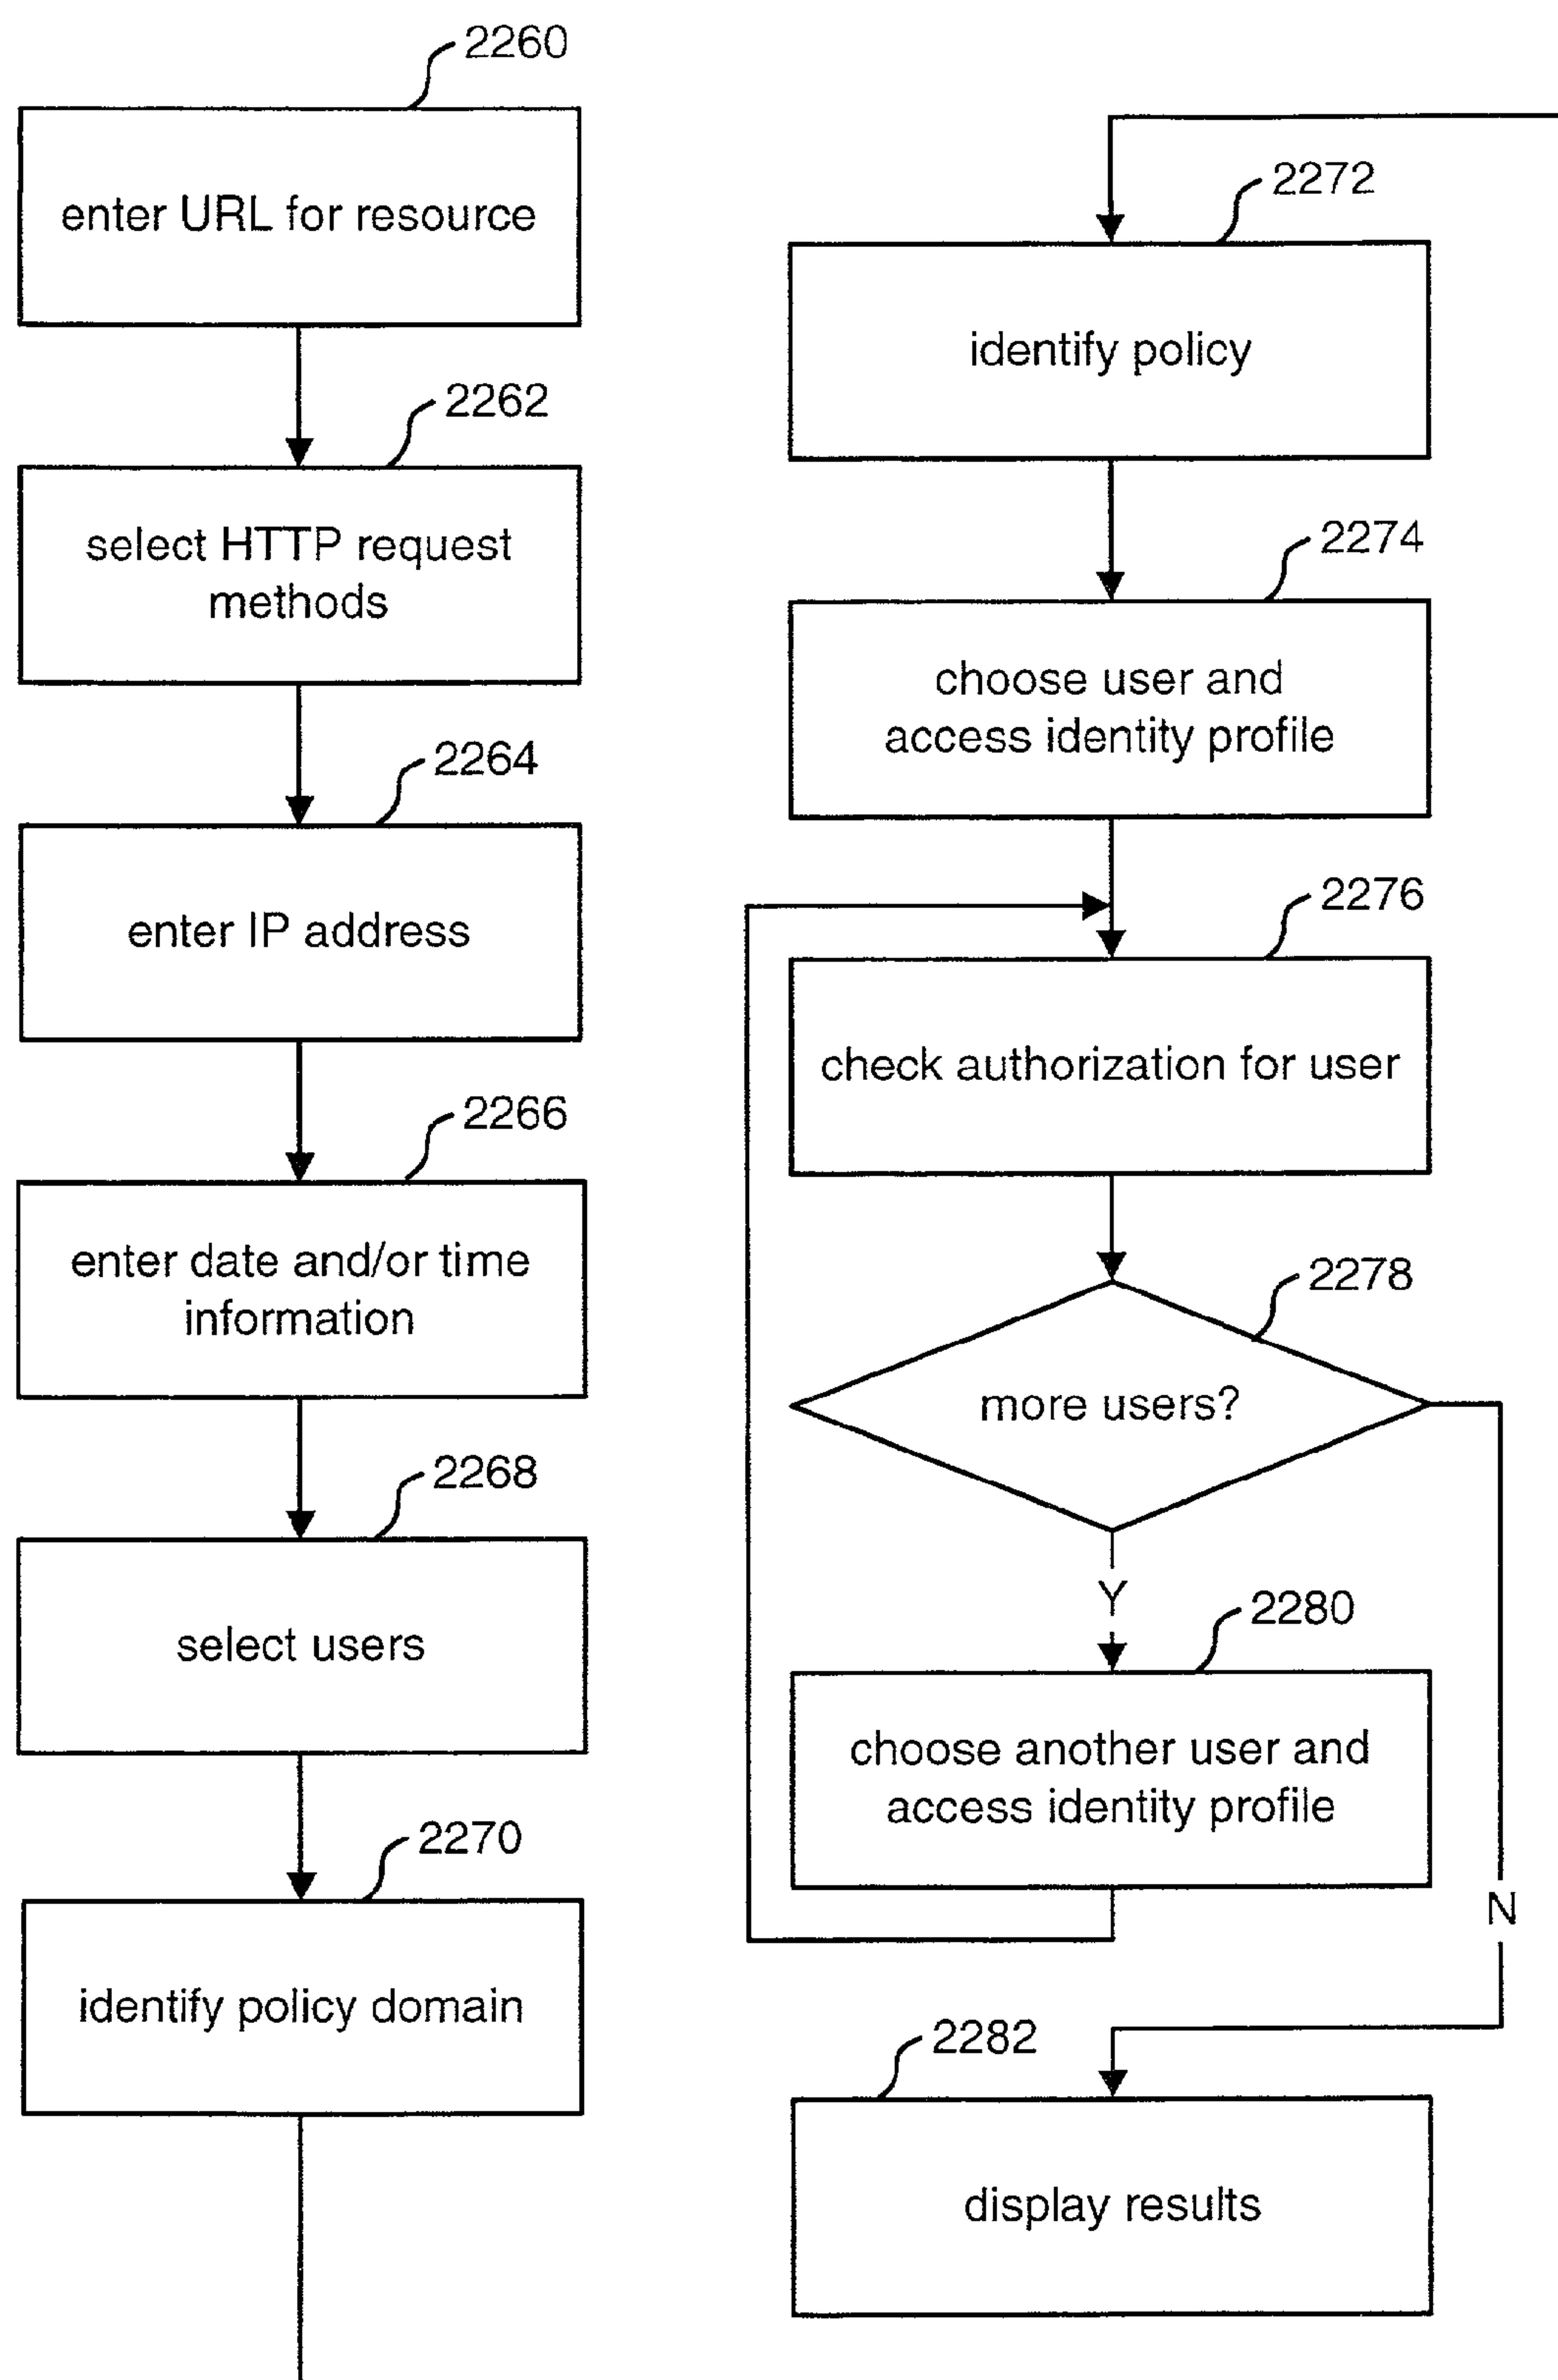 2260
enter URL for resource
2262
select HTTP request
methods
2264
enter IP address
2266
enter date and/or time
information
2268
select users
2270
identify policy domain
2272
identify policy
2274
choose user and
access identity profile
2276
check authorization for user
2278
more users?
Y
2280
choose another user and
access identity profile
N
2282
display results